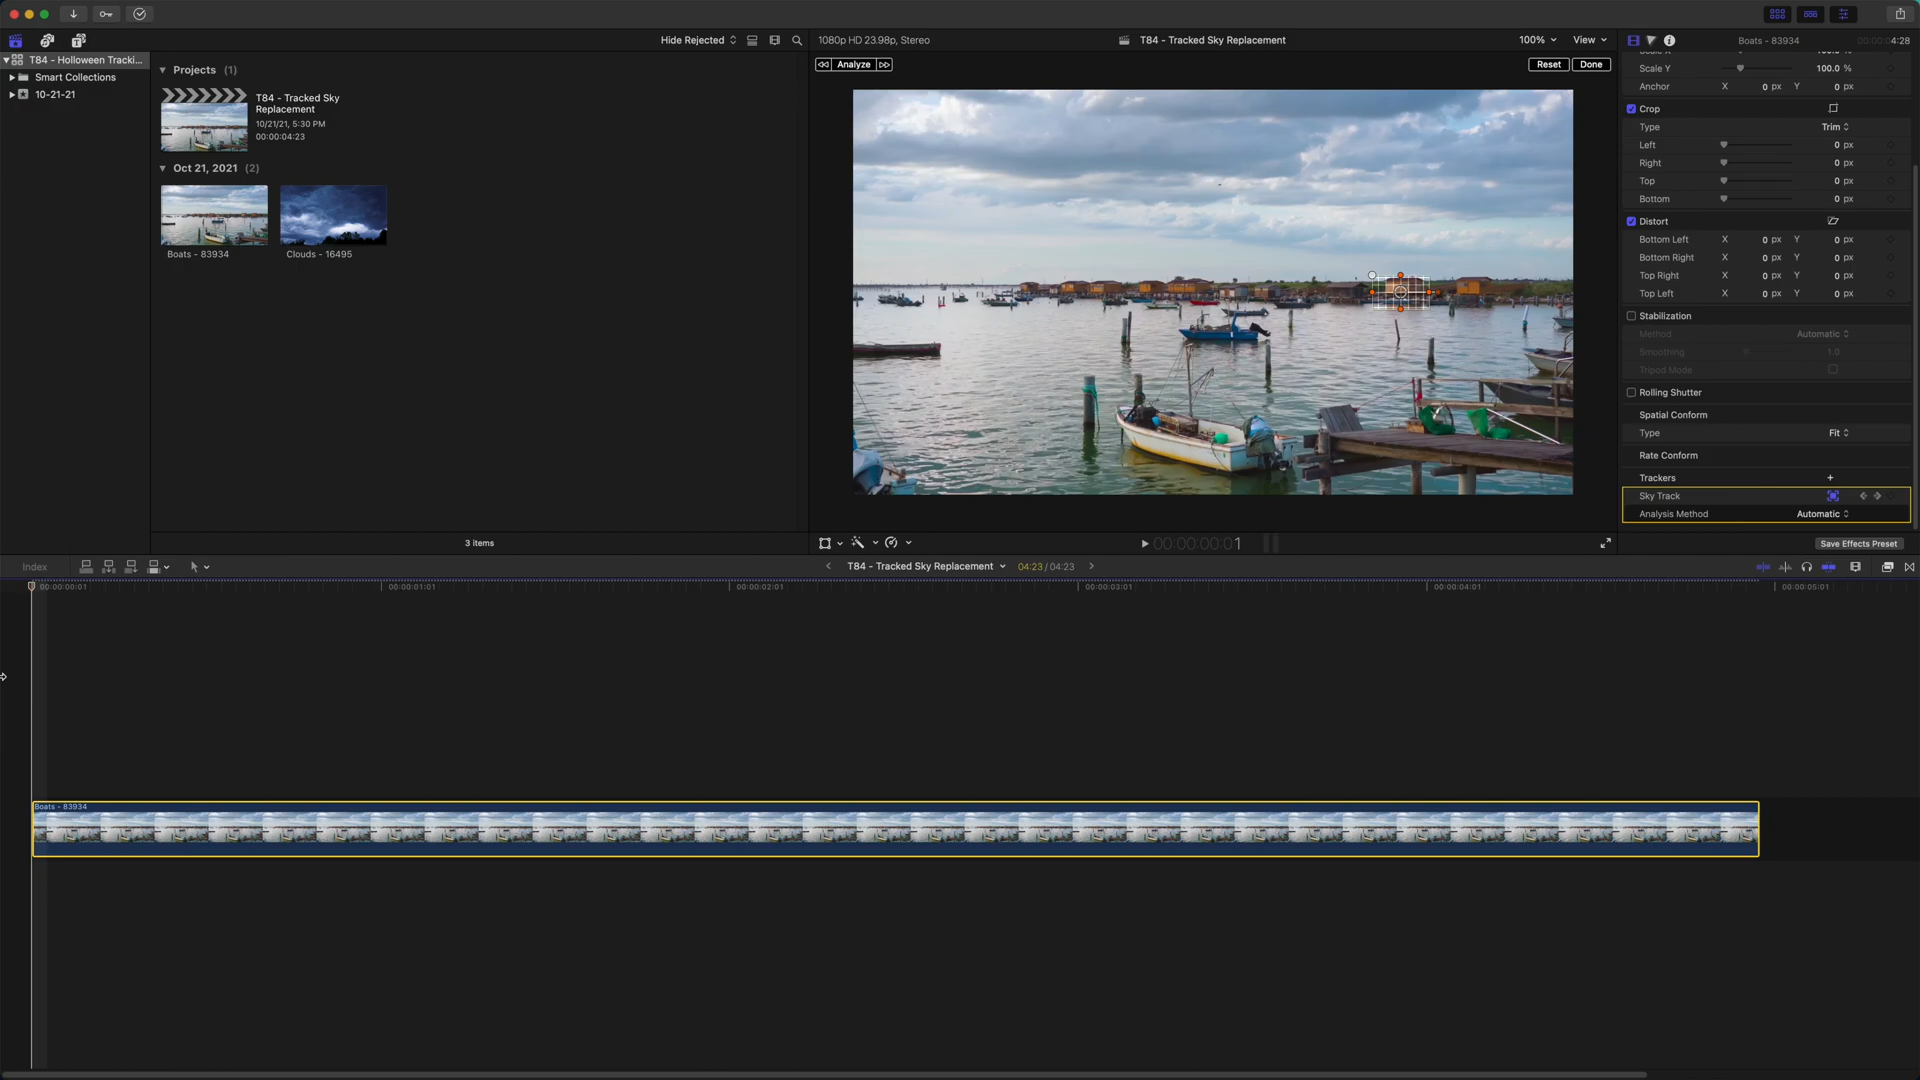 Hide Rejected
1080p HD 23.98p, Stereo
T84 - Tracked Sky Replacement
100%
View
Boats - 83934
4:28
T84 - Holloween Tracki...
Smart Collections
10-21-21
Projects (1)
T84 - Tracked Sky
Replacement
10/21/21, 5:30 PM
00:00:04:23
Oct 21, 2021 (2)
Boats - 83934
Clouds - 16495
3 items
Analyze
Reset
Done
Scale Y 100.0 %
Anchor X 0 px Y 0 px
Crop
Type Trim
Left 0 px
Right 0 px
Top 0 px
Bottom 0 px
Distort
Bottom Left X 0 px Y 0 px
Bottom Right X 0 px Y 0 px
Top Right X 0 px Y 0 px
Top Left X 0 px Y 0 px
Stabilization
Method Automatic
Smoothing 1.0
Tripod Mode
Rolling Shutter
Spatial Conform
Type Fit
Rate Conform
Trackers +
Sky Track
Analysis Method Automatic
Save Effects Preset
00:00:00:01
Index
T84 - Tracked Sky Replacement
04:23 / 04:23
00:00:00:01
00:00:01:01
00:00:02:01
00:00:03:01
00:00:04:01
00:00:05:01
Boats - 83934